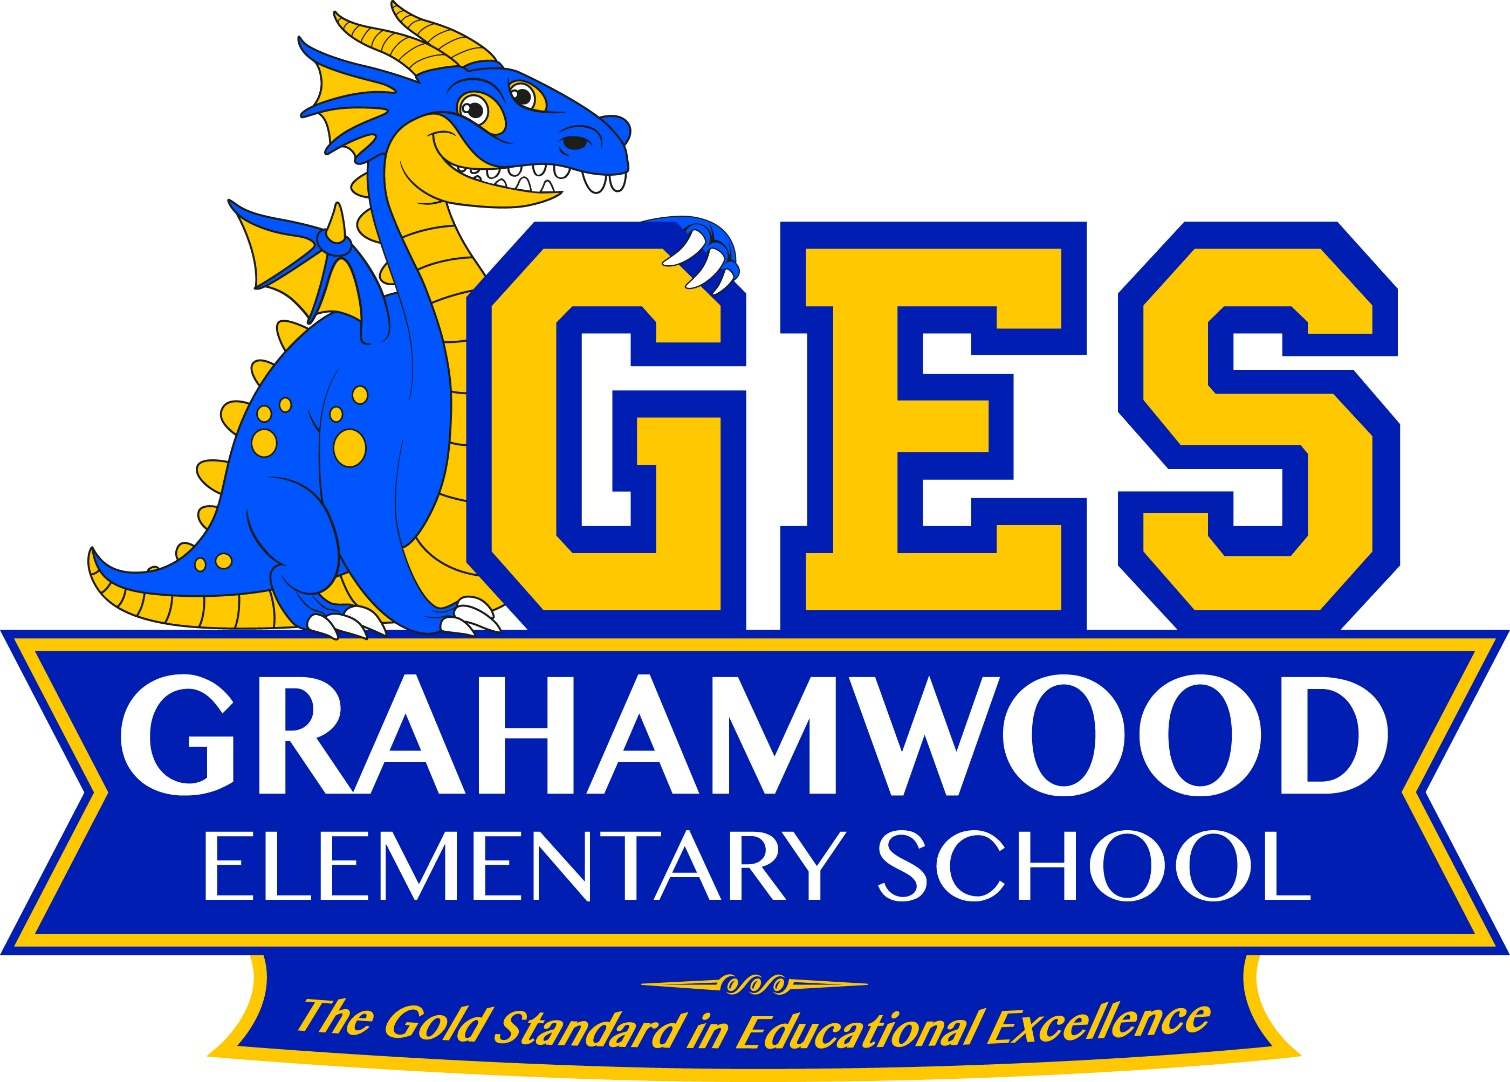 GES
GRAHAMWOOD
ELEMENTARY SCHOOL
The Gold Standard in Educational Excellence